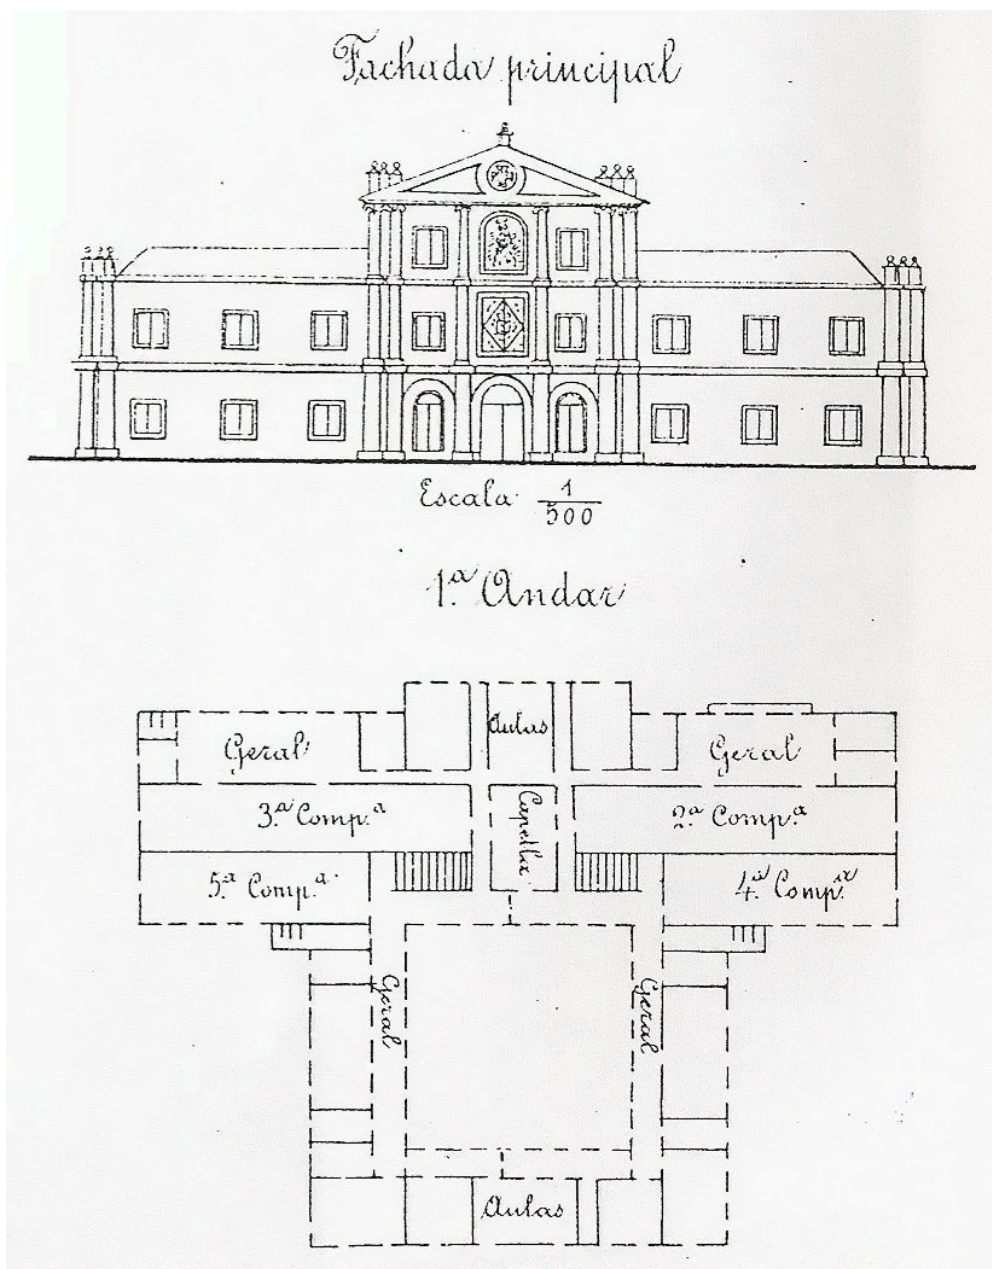 Fachada principal
Escala 1/500
1.ª Andar
Aulas
Geral
Geral
3.ª Comp.ª
Capella
2.ª Comp.ª
5.ª Comp.ª
4.ª Comp.ª
Geral
Geral
Aulas